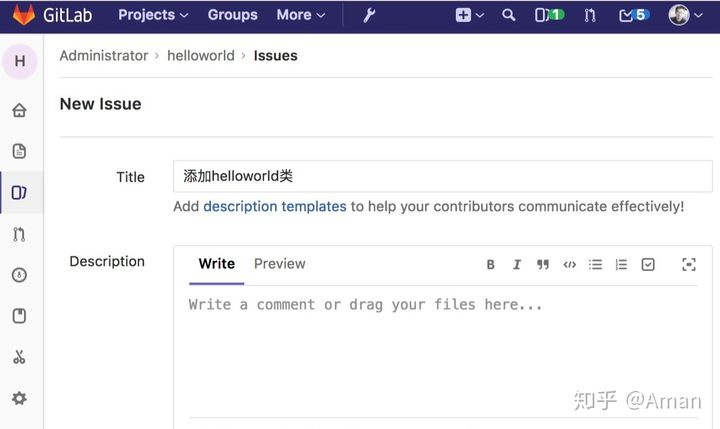 GitLab Projects Groups More 1 5
H Administrator > helloworld > Issues
New Issue
Title 添加helloworld类
Add description templates to help your contributors communicate effectively!
Description Write Preview B I
Write a comment or drag your files here...
知乎 @Aman